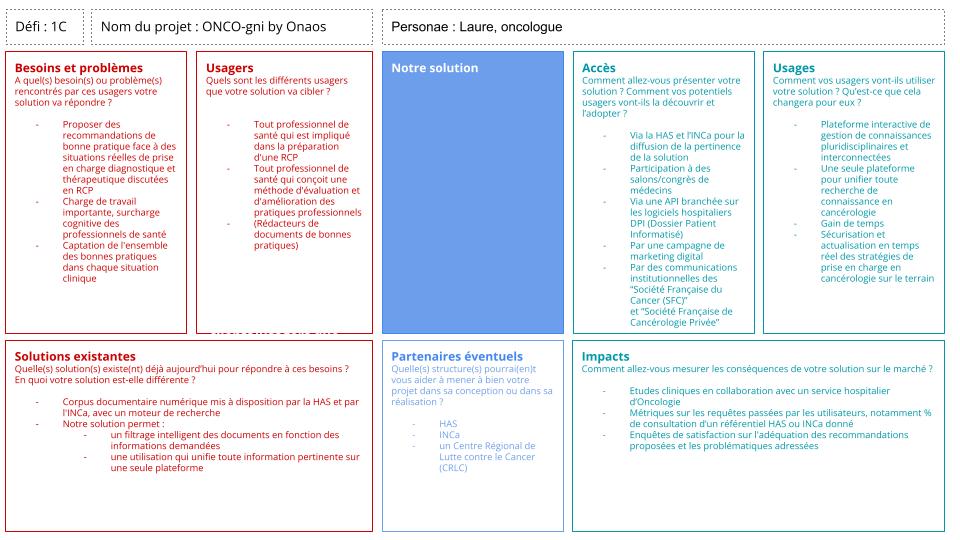 Défi : 1C
Nom du projet : ONCO-gni by Onaos
Personae : Laure, oncologue
Besoins et problèmes
A quel(s) besoin(s) ou problème(s)
rencontrés par ces usagers votre
solution va répondre ?
- Proposer des
recommandations de
bonne pratique face à des
situations réelles de prise
en charge diagnostique et
thérapeutique discutées
en RCP
- Charge de travail
importante, surcharge
cognitive des
professionnels de santé
- Captation de l'ensemble
des bonnes pratiques
dans chaque situation
clinique
Usagers
Quels sont les différents usagers
que votre solution va cibler ?
- Tout professionnel de
santé qui est impliqué
dans la préparation
d'une RCP
- Tout professionnel de
santé qui conçoit une
méthode d'évaluation et
d'amélioration des
pratiques professionnels
- (Rédacteurs de
documents de bonnes
pratiques)
Notre solution
Accès
Comment allez-vous présenter votre
solution ? Comment vos potentiels
usagers vont-ils la découvrir et
l'adopter ?
- Via la HAS et l'INCa pour la
diffusion de la pertinence
de la solution
- Participation à des
salons/congrès de
médecins
- Via une API branchée sur
les logiciels hospitaliers
DPI (Dossier Patient
Informatisé)
- Par une campagne de
marketing digital
- Par des communications
institutionnelles des
"Société Française du
Cancer (SFC)"
et "Société Française de
Cancérologie Privée"
Usages
Comment vos usagers vont-ils utiliser
votre solution ? Qu'est-ce que cela
changera pour eux ?
- Plateforme interactive de
gestion de connaissances
pluridisciplinaires et
interconnectées
- Une seule plateforme
pour unifier toute
recherche de
connaissance en
cancérologie
- Gain de temps
- Sécurisation et
actualisation en temps
réel des stratégies de
prise en charge en
cancérologie sur le terrain
Solutions existantes
Quelle(s) solution(s) existe(nt) déjà aujourd'hui pour répondre à ces besoins ?
En quoi votre solution est-elle différente ?
- Corpus documentaire numérique mis à disposition par la HAS et par
l'INCa, avec un moteur de recherche
- Notre solution permet :
- un filtrage intelligent des documents en fonction des
informations demandées
- une utilisation qui unifie toute information pertinente sur
une seule plateforme
Partenaires éventuels
Quelle(s) structure(s) pourrai(en)t
vous aider à mener à bien votre
projet dans sa conception ou dans sa
réalisation ?
- HAS
- INCa
- un Centre Régional de
Lutte contre le Cancer
(CRLC)
Impacts
Comment allez-vous mesurer les conséquences de votre solution sur le marché ?
- Etudes cliniques en collaboration avec un service hospitalier
d'Oncologie
- Métriques sur les requêtes passées par les utilisateurs, notamment %
de consultation d'un référentiel HAS ou INCa donné
- Enquêtes de satisfaction sur l'adéquation des recommandations
proposées et les problématiques adressées